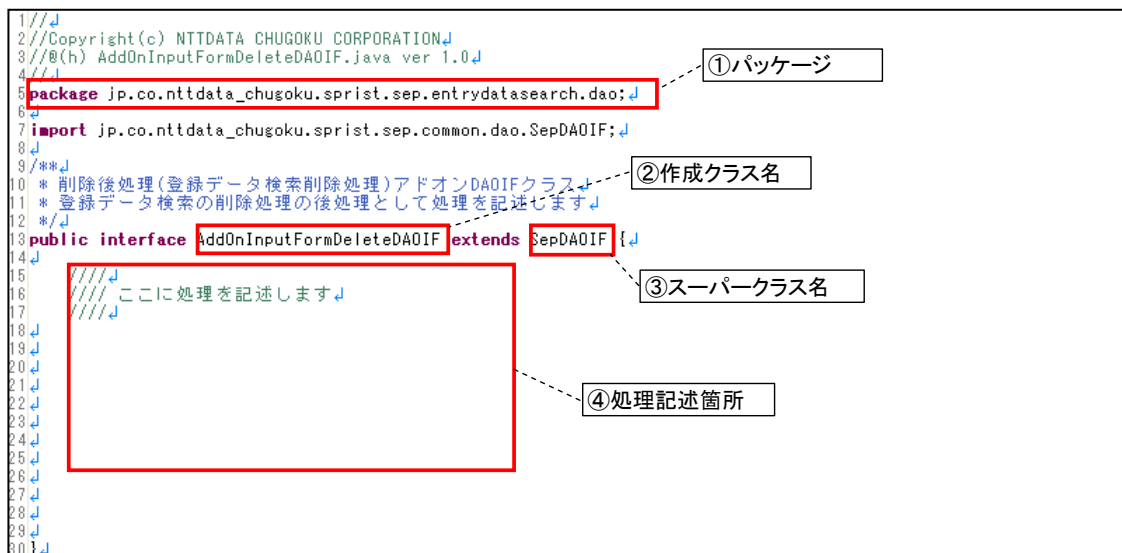 1 //↲
2 //Copyright(c) NTTDATA CHUGOKU CORPORATION↲
3 //@(h) AddOnInputFormDeleteDAOIF.java ver 1.0↲
4 //↲
①パッケージ
5 package jp.co.nttdata_chugoku.sprist.sep.entrydatasearch.dao;↲
6 ↲
7 import jp.co.nttdata_chugoku.sprist.sep.common.dao.SepDAOIF;↲
8 ↲
9 /**↲
②作成クラス名
10 * 削除後処理(登録データ検索削除処理)アドオンDAOIFクラス↲
11 * 登録データ検索の削除処理の後処理として処理を記述します↲
12 */↲
13 public interface AddOnInputFormDeleteDAOIF extends SepDAOIF {↲
14 ↲
15 ////↲
③スーパークラス名
16 //// ここに処理を記述します↲
17 ////↲
18 ↲
19 ↲
20 ↲
21 ↲
22 ↲
④処理記述箇所
23 ↲
24 ↲
25 ↲
26 ↲
27 ↲
28 ↲
29 ↲
30 }↲